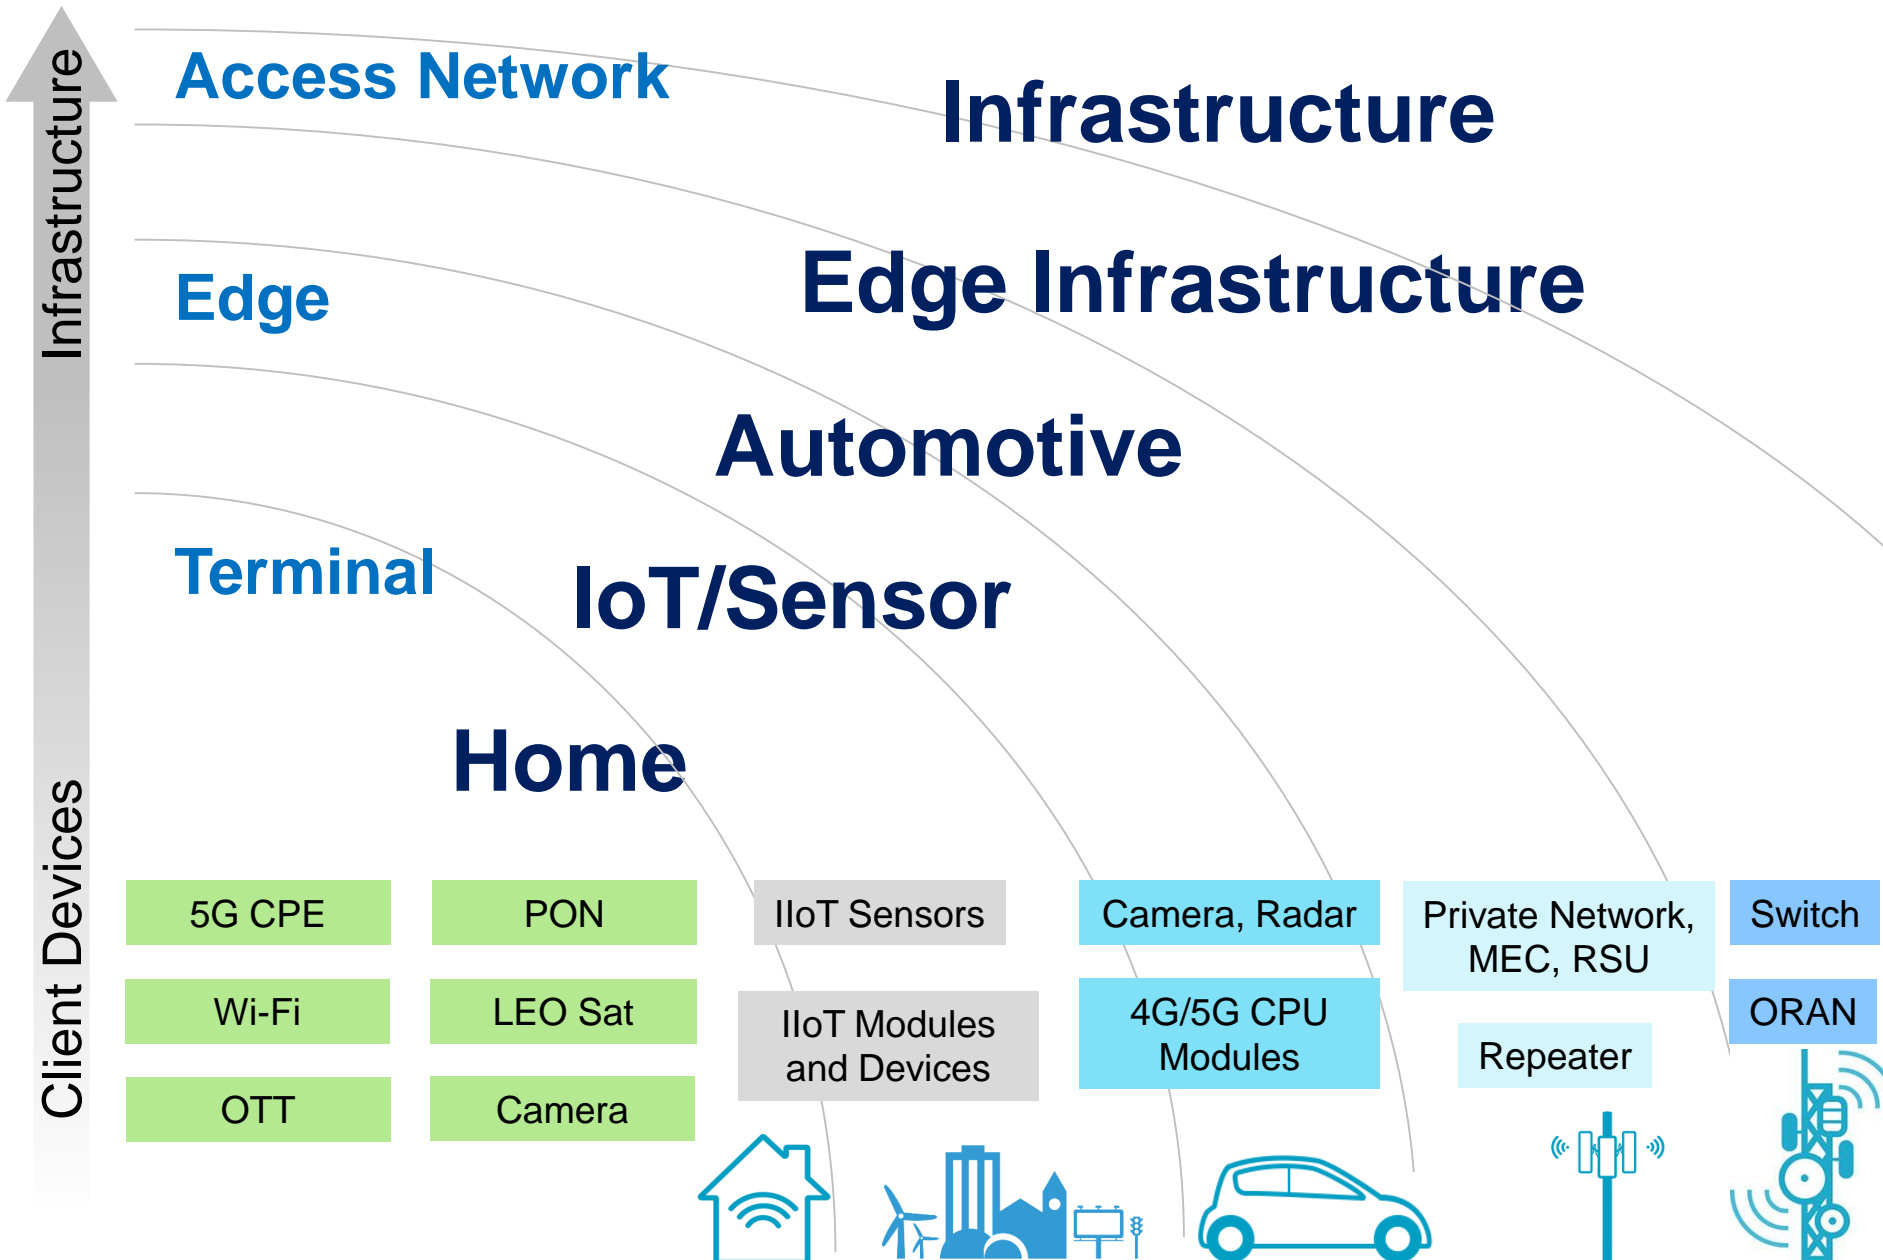 Access Network
Infrastructure
Infrastructure
Edge Infrastructure
Edge
Automotive
Terminal
IoT/Sensor
Home
Client Devices
5G CPE
PON
IIoT Sensors
Camera, Radar
Private Network,
MEC, RSU
Switch
Wi-Fi
LEO Sat
IIoT Modules
and Devices
4G/5G CPU
Modules
Repeater
ORAN
OTT
Camera